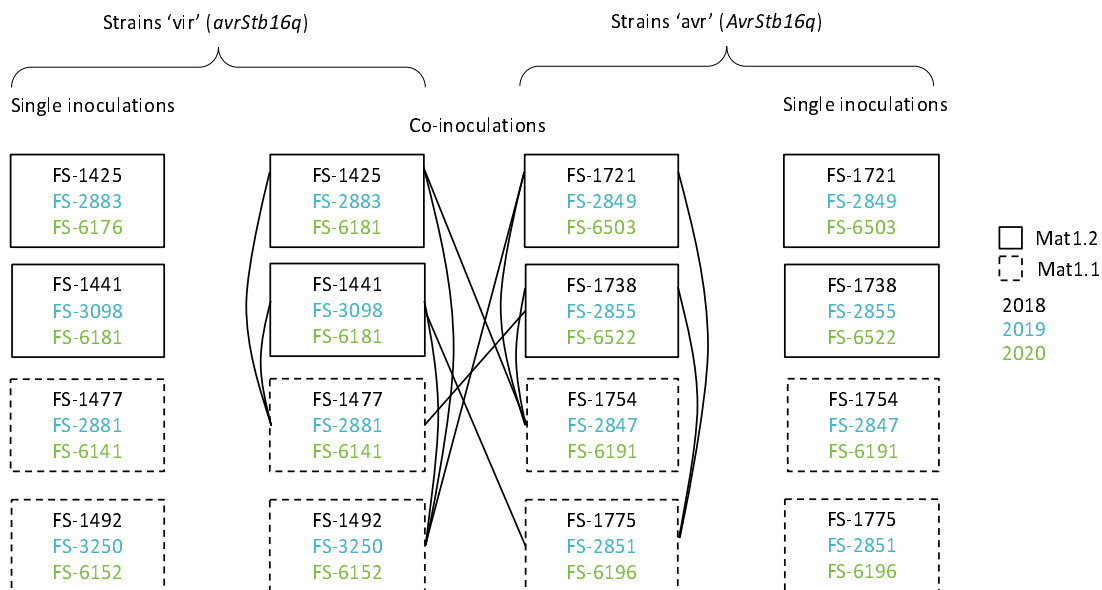 Strains ‘vir’ (avrStb16q)
Strains ‘avr’ (AvrStb16q)
Single inoculations
Co-inoculations
Single inoculations
FS-1425
FS-2883
FS-6176
FS-1441
FS-3098
FS-6181
FS-1477
FS-2881
FS-6141
FS-1492
FS-3250
FS-6152
FS-1425
FS-2883
FS-6181
FS-1441
FS-3098
FS-6181
FS-1477
FS-2881
FS-6141
FS-1492
FS-3250
FS-6152
FS-1721
FS-2849
FS-6503
FS-1738
FS-2855
FS-6522
FS-1754
FS-2847
FS-6191
FS-1775
FS-2851
FS-6196
FS-1721
FS-2849
FS-6503
FS-1738
FS-2855
FS-6522
FS-1754
FS-2847
FS-6191
FS-1775
FS-2851
FS-6196
Mat1.2
Mat1.1
2018
2019
2020